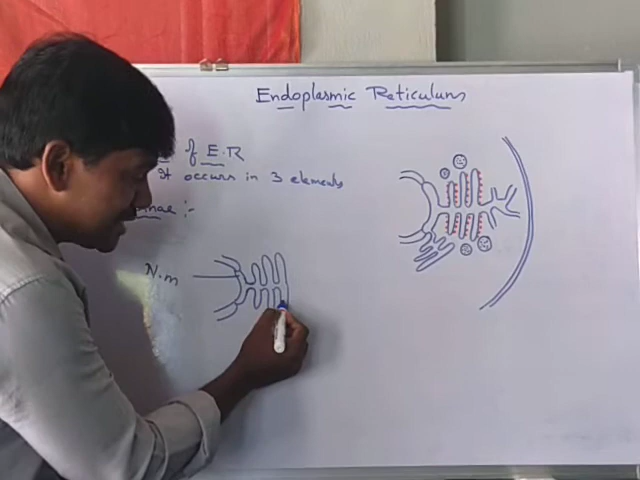 Endoplasmic Reticulum
of E.R
It occurs in 3 elements
:-
N.m